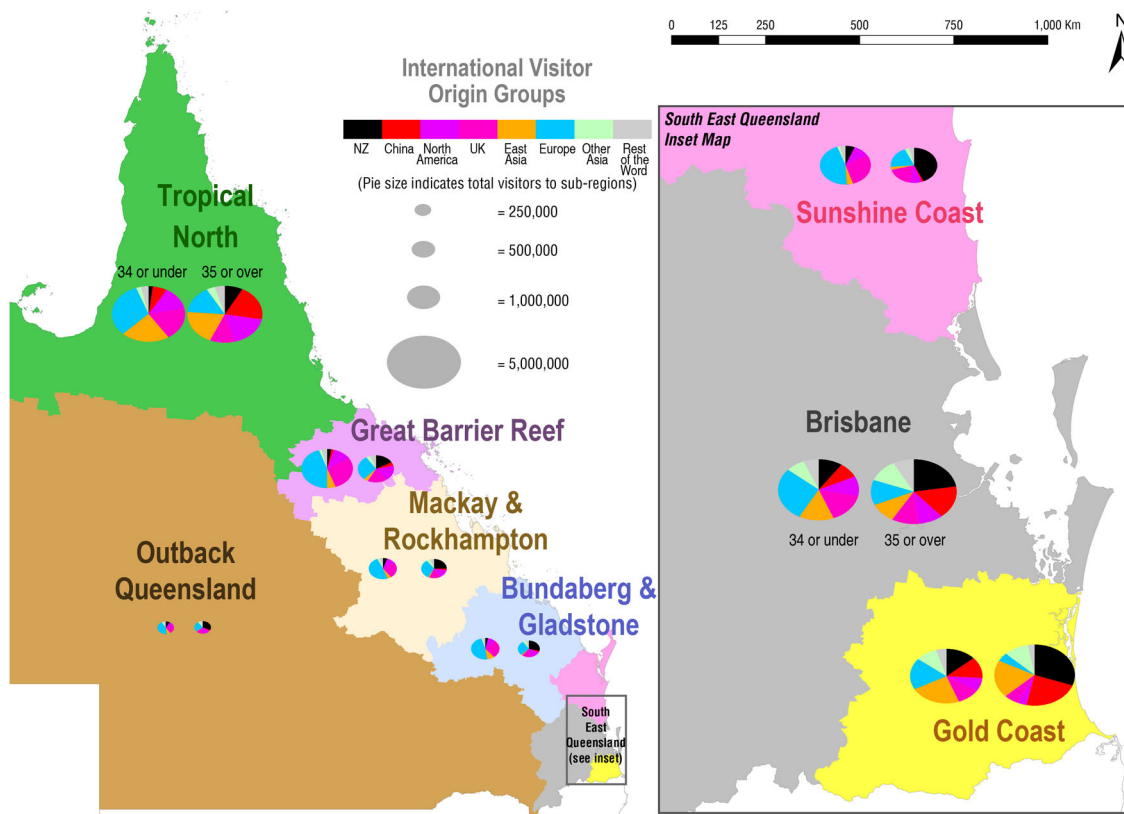 International Visitor
Origin Groups
NZ China North America UK East Asia Europe Other Asia Rest of the Word
(Pie size indicates total visitors to sub-regions)
= 250,000
= 500,000
= 1,000,000
= 5,000,000
Tropical
North
34 or under 35 or over
Great Barrier Reef
Mackay &
Rockhampton
Outback
Queensland
Bundaberg &
Gladstone
South
East
Queensland
(see inset)
0 125 250 500 750 1,000 Km
N
South East Queensland
Inset Map
Sunshine Coast
Brisbane
34 or under 35 or over
Gold Coast